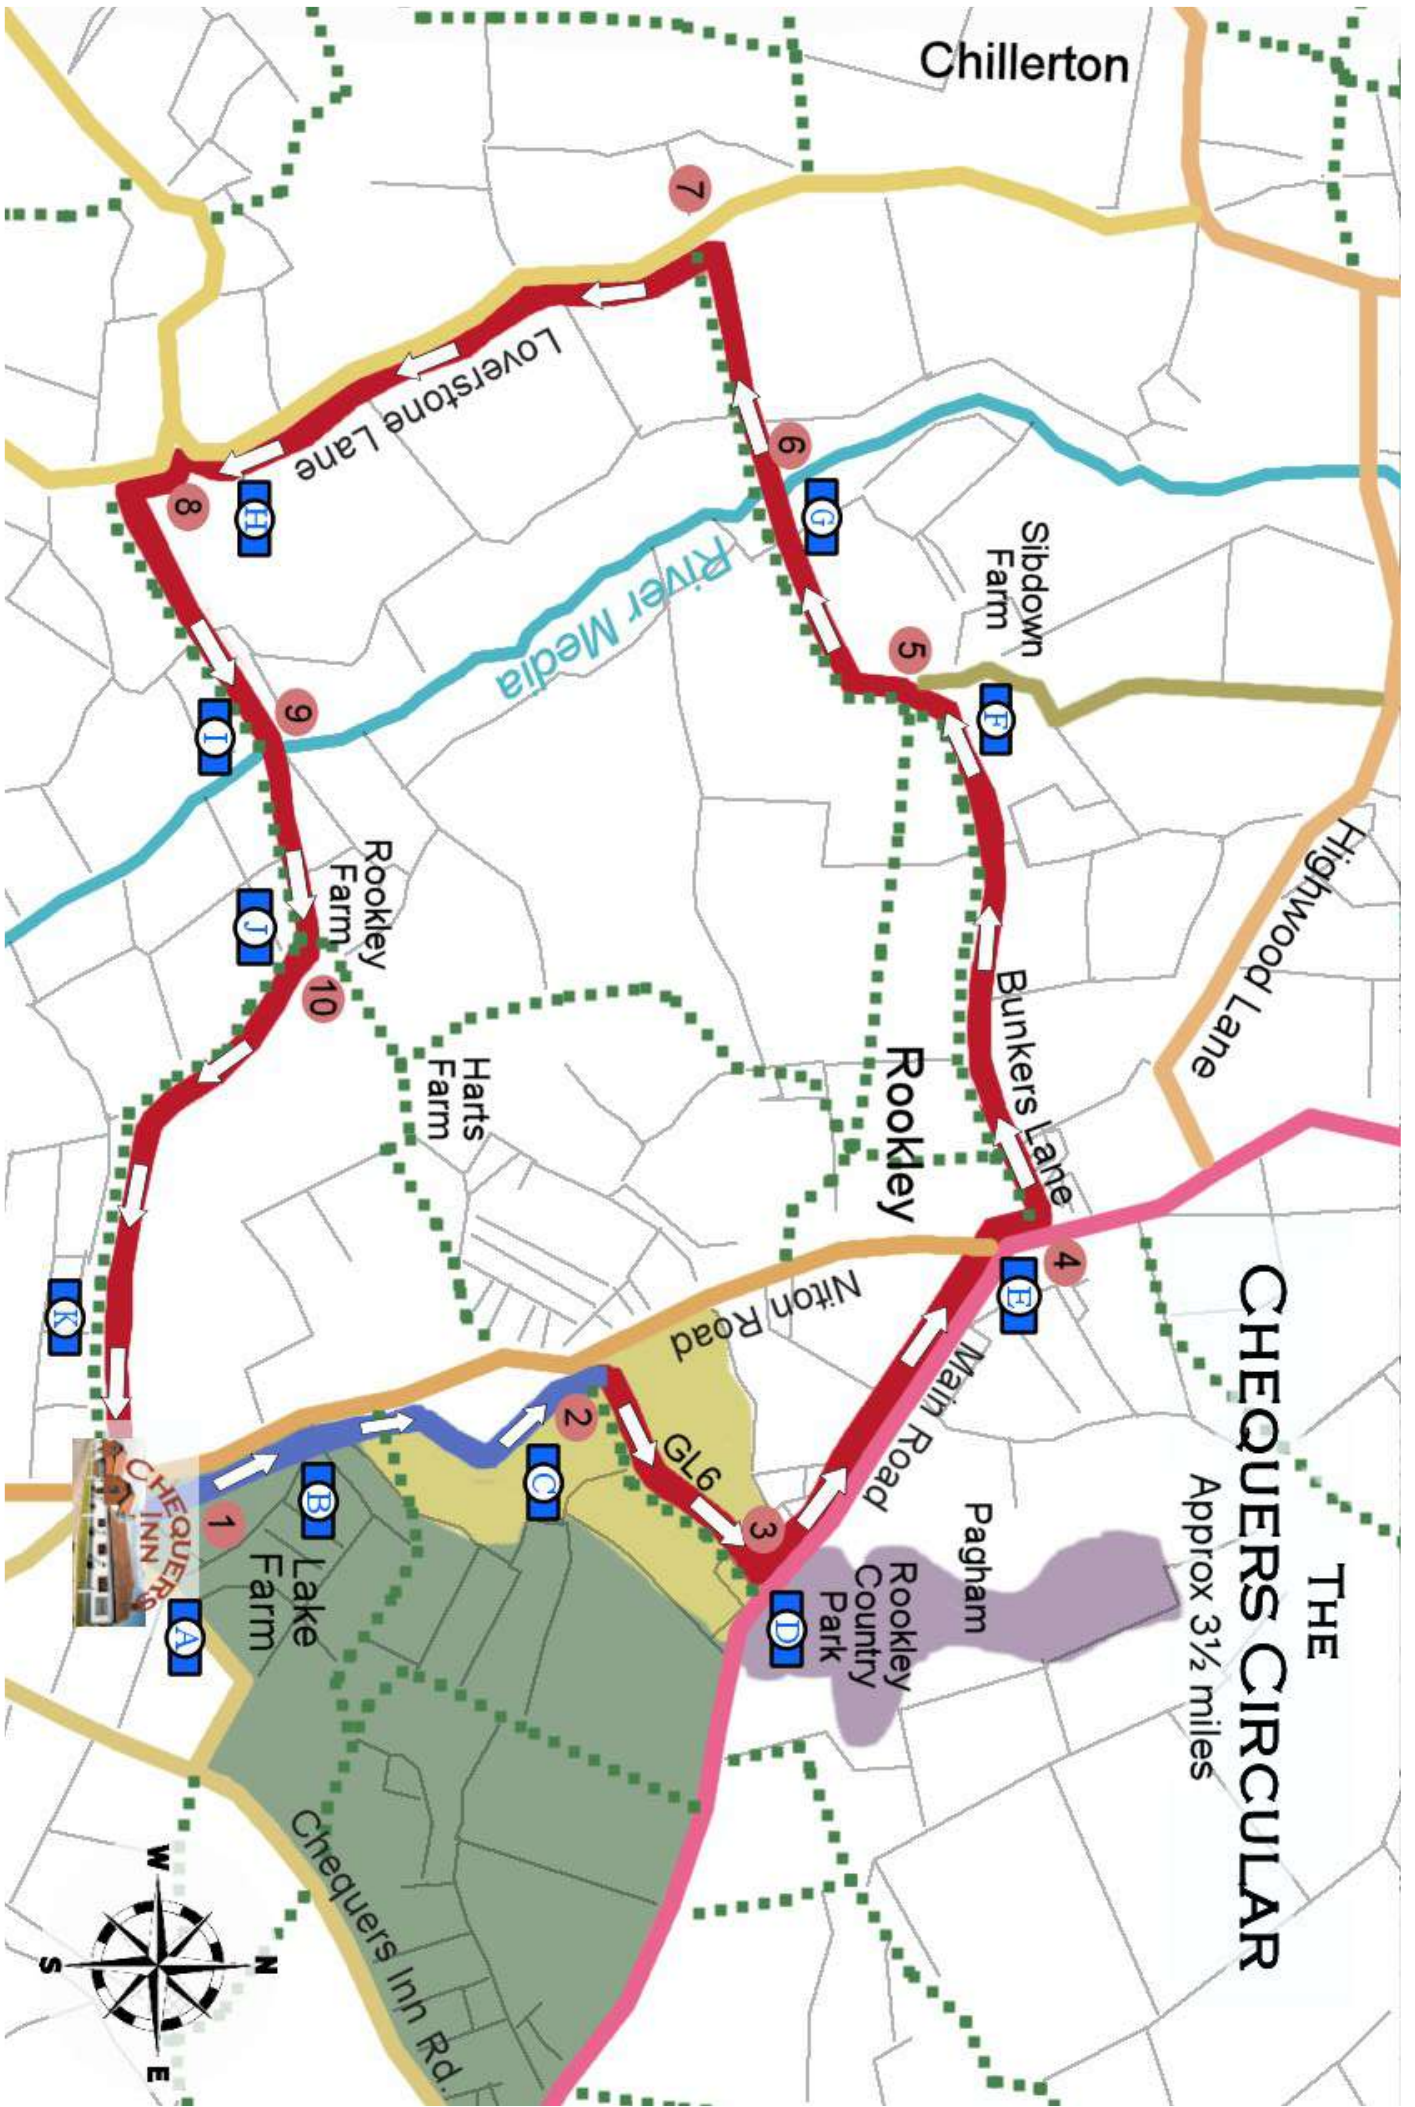 THE
CHEQUERS CIRCULAR
Approx 3½ miles
Chillerton
Highwood Lane
Sibdown
Farm
Bunkers Lane
Rookley
Main Road
Niton Road
Pagham
Rookley
Country
Park
GL6
Loverstone Lane
River Media
Rookley
Farm
Harts
Farm
Lake
Farm
CHEQUERS
INN
Chequers Inn Rd.
1
2
3
4
5
6
7
8
9
10
A
B
C
D
E
F
G
H
I
J
K
N
W
E
S